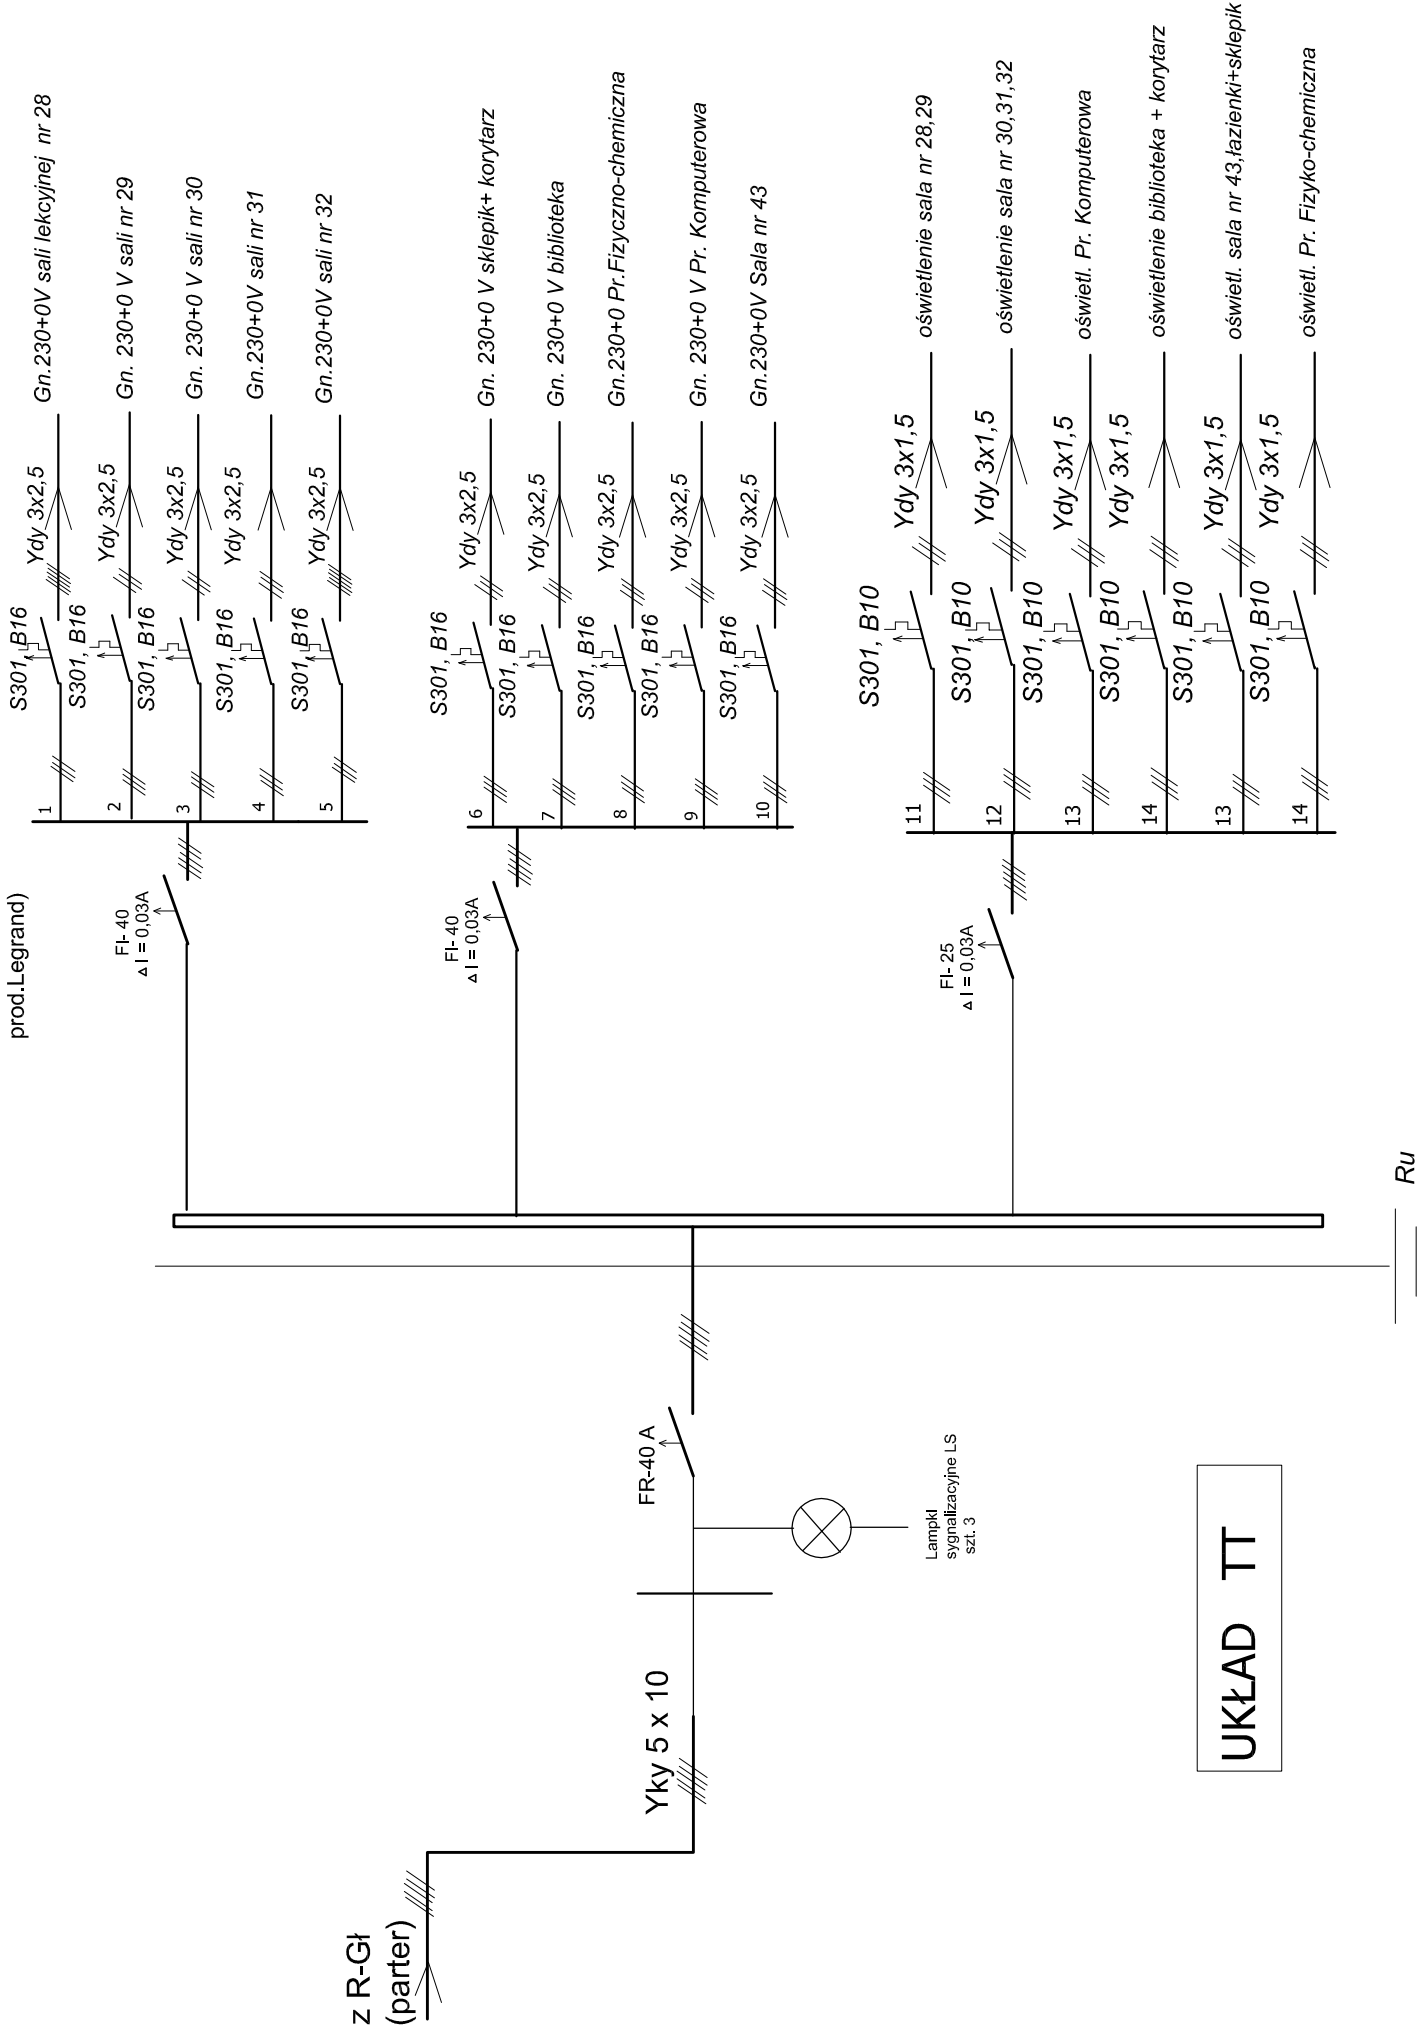 prod.Legrand)
Gn.230+0V sali lekcyjnej nr 28
Gn. 230+0 V sali nr 29
Gn. 230+0 V sali nr 30
Gn.230+0V sali nr 31
Gn.230+0V sali nr 32
Ydy 3x2,5
Ydy 3x2,5
Ydy 3x2,5
Ydy 3x2,5
Ydy 3x2,5
S301, B16
S301, B16
S301, B16
S301, B16
S301, B16
1
2
3
4
5
FI- 40
Δ I = 0,03A
Gn. 230+0 V sklepik+ korytarz
Gn. 230+0 V biblioteka
Gn.230+0 Pr.Fizyczno-chemiczna
Gn. 230+0 V Pr. Komputerowa
Gn.230+0V Sala nr 43
Ydy 3x2,5
Ydy 3x2,5
Ydy 3x2,5
Ydy 3x2,5
Ydy 3x2,5
S301, B16
S301, B16
S301, B16
S301, B16
S301, B16
6
7
8
9
10
FI- 40
Δ I = 0,03A
oświetlenie sala nr 28,29
oświetlenie sala nr 30,31,32
oświetl. Pr. Komputerowa
oświetlenie biblioteka + korytarz
oświetl. sala nr 43,łazienki+sklepik
oświetl. Pr. Fizyko-chemiczna
Ydy 3x1,5
Ydy 3x1,5
Ydy 3x1,5
Ydy 3x1,5
Ydy 3x1,5
Ydy 3x1,5
S301, B10
S301, B10
S301, B10
S301, B10
S301, B10
S301, B10
11
12
13
14
13
14
FI- 25
Δ I = 0,03A
Ru
FR-40 A
Lampki
sygnalizacyjne LS
szt. 3
Yky 5 x 10
z R-Gł
(parter)
UKŁAD TT